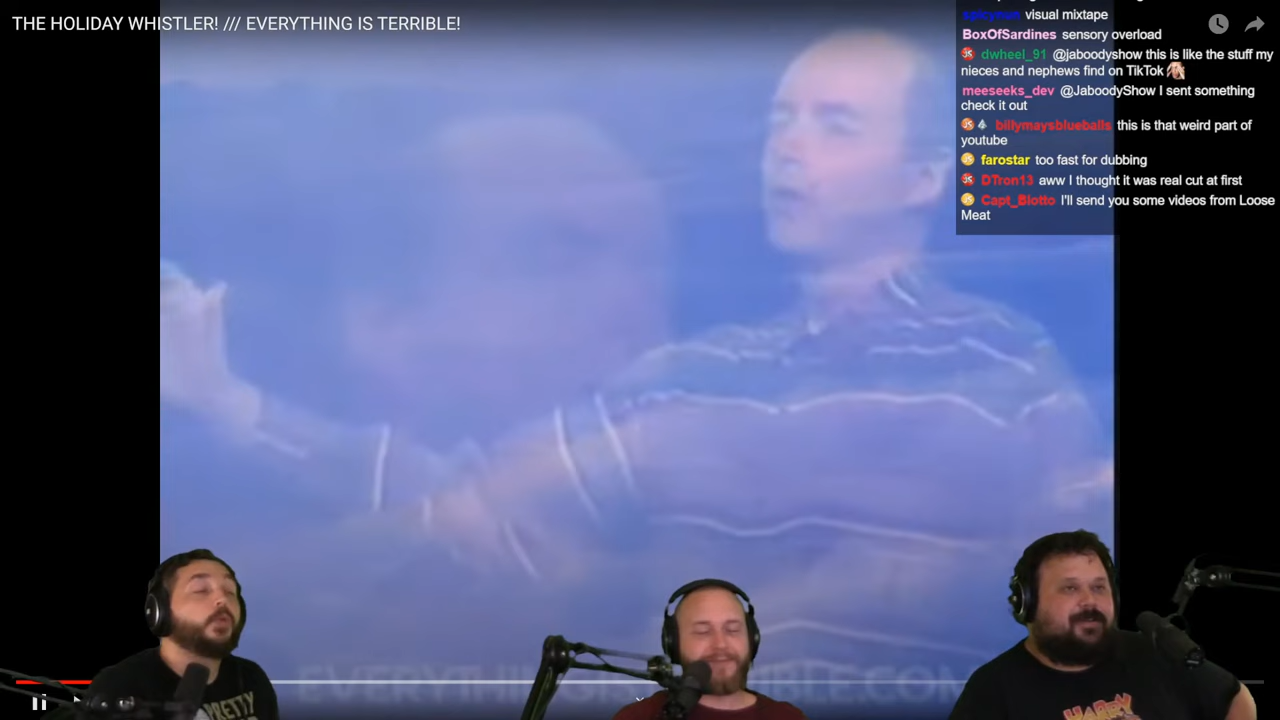 THE HOLIDAY WHISTLER! /// EVERYTHING IS TERRIBLE!
spicynun visual mixtape
BoxOfSardines sensory overload
dwheel_91 @jaboodyshow this is like the stuff my
nieces and nephews find on TikTok
meeseeks_dev @JaboodyShow I sent something
check it out
billymaysblueballs this is that weird part of
youtube
farostar too fast for dubbing
DTron13 aww I thought it was real cut at first
Capt_Blotto I'll send you some videos from Loose
Meat
PRETTY
HAPPY